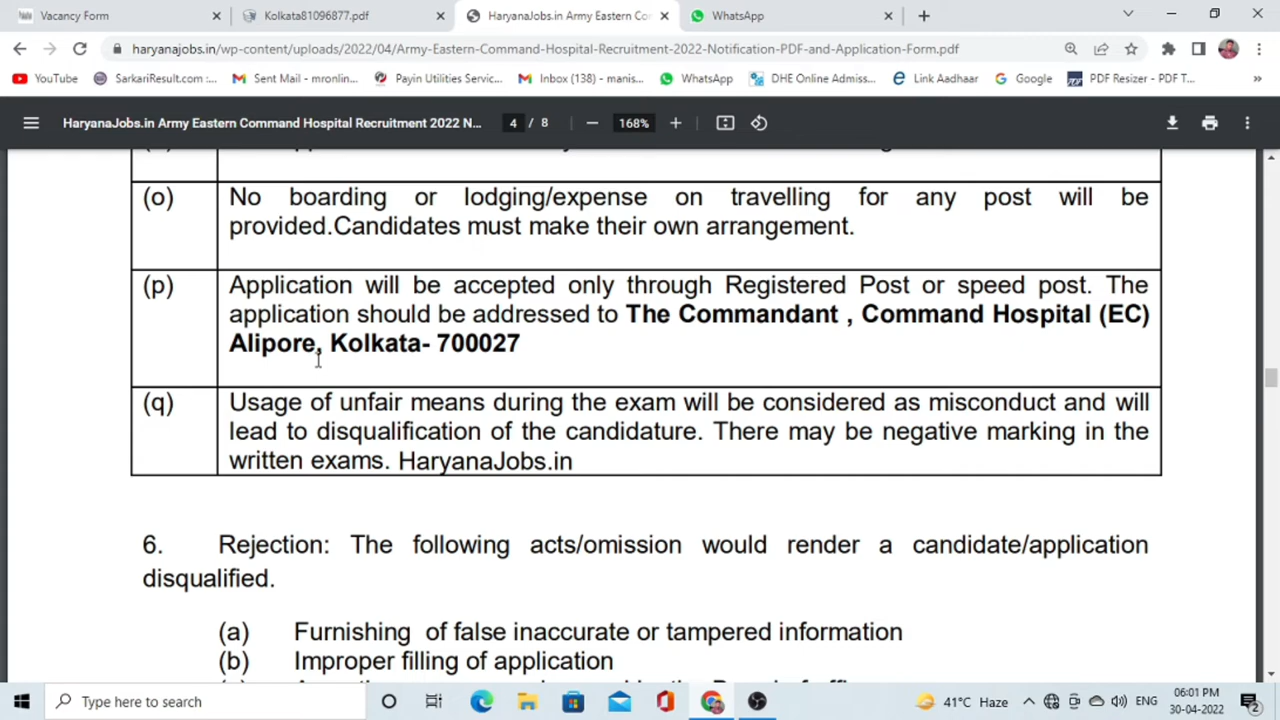 Vacancy Form
Kolkata81096877.pdf
HaryanaJobs.in Army Eastern Co
WhatsApp
haryanajobs.in/wp-content/uploads/2022/04/Army-Eastern-Command-Hospital-Recruitment-2022-Notification-PDF-and-Application-Form.pdf
YouTube
SarkariResult.com :...
Sent Mail - mronlin...
Payin Utilities Servic...
Inbox (138) - manis...
WhatsApp
DHE Online Admiss...
Link Aadhaar
Google
PDF Resizer - PDF T...
»
HaryanaJobs.in Army Eastern Command Hospital Recruitment 2022 N...
4 / 8
168%
(o) No boarding or lodging/expense on travelling for any post will be
provided.Candidates must make their own arrangement.
(p) Application will be accepted only through Registered Post or speed post. The
application should be addressed to The Commandant , Command Hospital (EC)
Alipore, Kolkata- 700027
(q) Usage of unfair means during the exam will be considered as misconduct and will
lead to disqualification of the candidature. There may be negative marking in the
written exams. HaryanaJobs.in
6. Rejection: The following acts/omission would render a candidate/application
disqualified.
(a) Furnishing of false inaccurate or tampered information
(b) Improper filling of application
Type here to search
41°C Haze
ENG
06:01 PM
30-04-2022
2